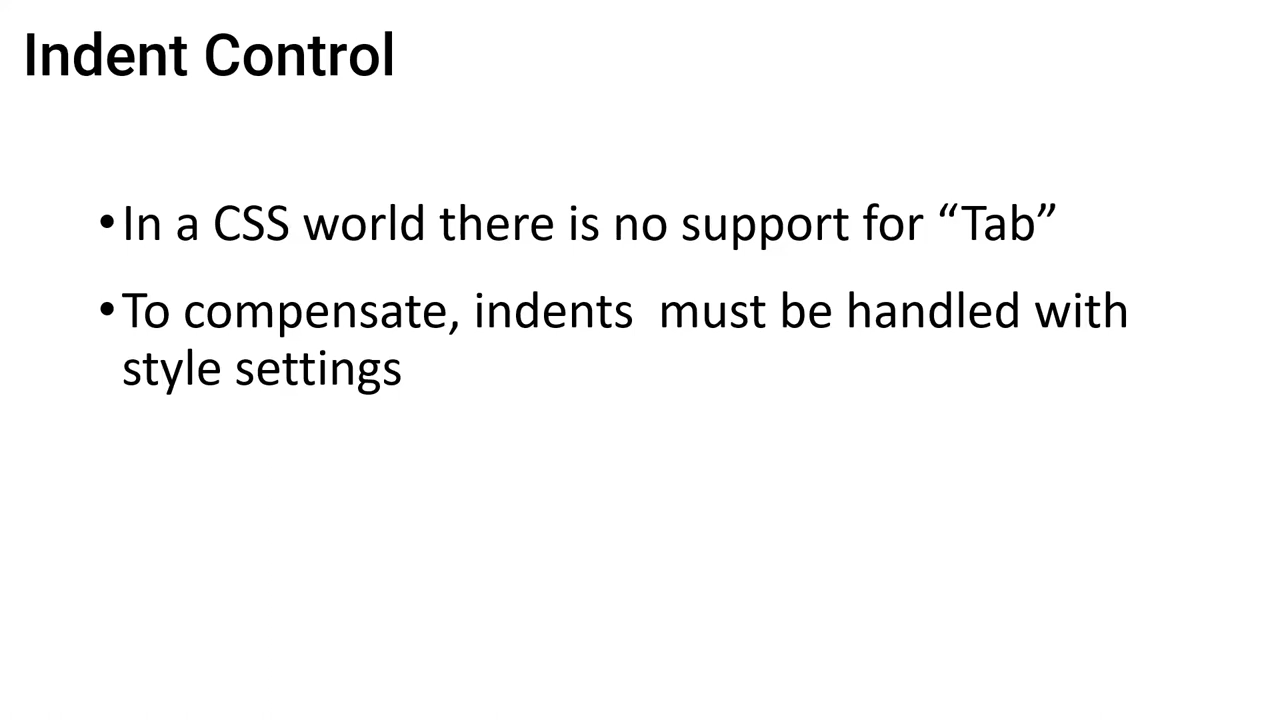 Indent Control
•In a CSS world there is no support for “Tab”
•To compensate, indents  must be handled with
style settings